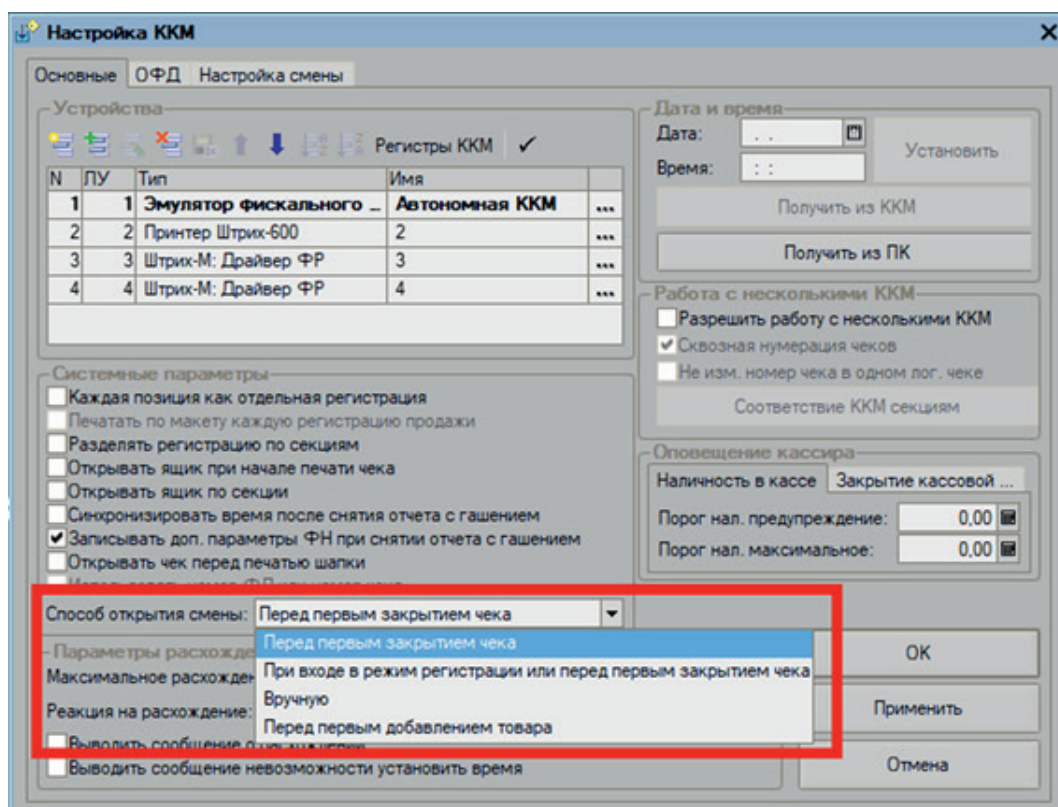 Настройка ККМ
Основные ОФД Настройка смены
Устройства
Регистры ККМ
N ЛУ Тип Имя
1 1 Эмулятор фискального ... Автономная ККМ ...
2 2 Принтер Штрих-600 2 ...
3 3 Штрих-М: Драйвер ФР 3 ...
4 4 Штрих-М: Драйвер ФР 4 ...
Системные параметры
Каждая позиция как отдельная регистрация
Печатать по макету каждую регистрацию продажи
Разделять регистрацию по секциям
Открывать ящик при начале печати чека
Открывать ящик по секции
Синхронизировать время после снятия отчета с гашением
Записывать доп. параметры ФН при снятии отчета с гашением
Открывать чек перед печатью шапки
Способ открытия смены: Перед первым закрытием чека
Перед первым закрытием чека
При входе в режим регистрации или перед первым закрытием чека
Вручную
Перед первым добавлением товара
Параметры расхожде
Максимальное расхожден
Реакция на расхождение:
Выводить сообщение о расхождении
Выводить сообщение невозможности установить время
Дата и время
Дата: . .
Время: : :
Установить
Получить из ККМ
Получить из ПК
Работа с несколькими ККМ
Разрешить работу с несколькими ККМ
Сквозная нумерация чеков
Не изм. номер чека в одном лог. чеке
Соответствие ККМ секциям
Оповещение кассира
Наличность в кассе Закрытие кассовой ...
Порог нал. предупреждение: 0,00
Порог нал. максимальное: 0,00
OK
Применить
Отмена